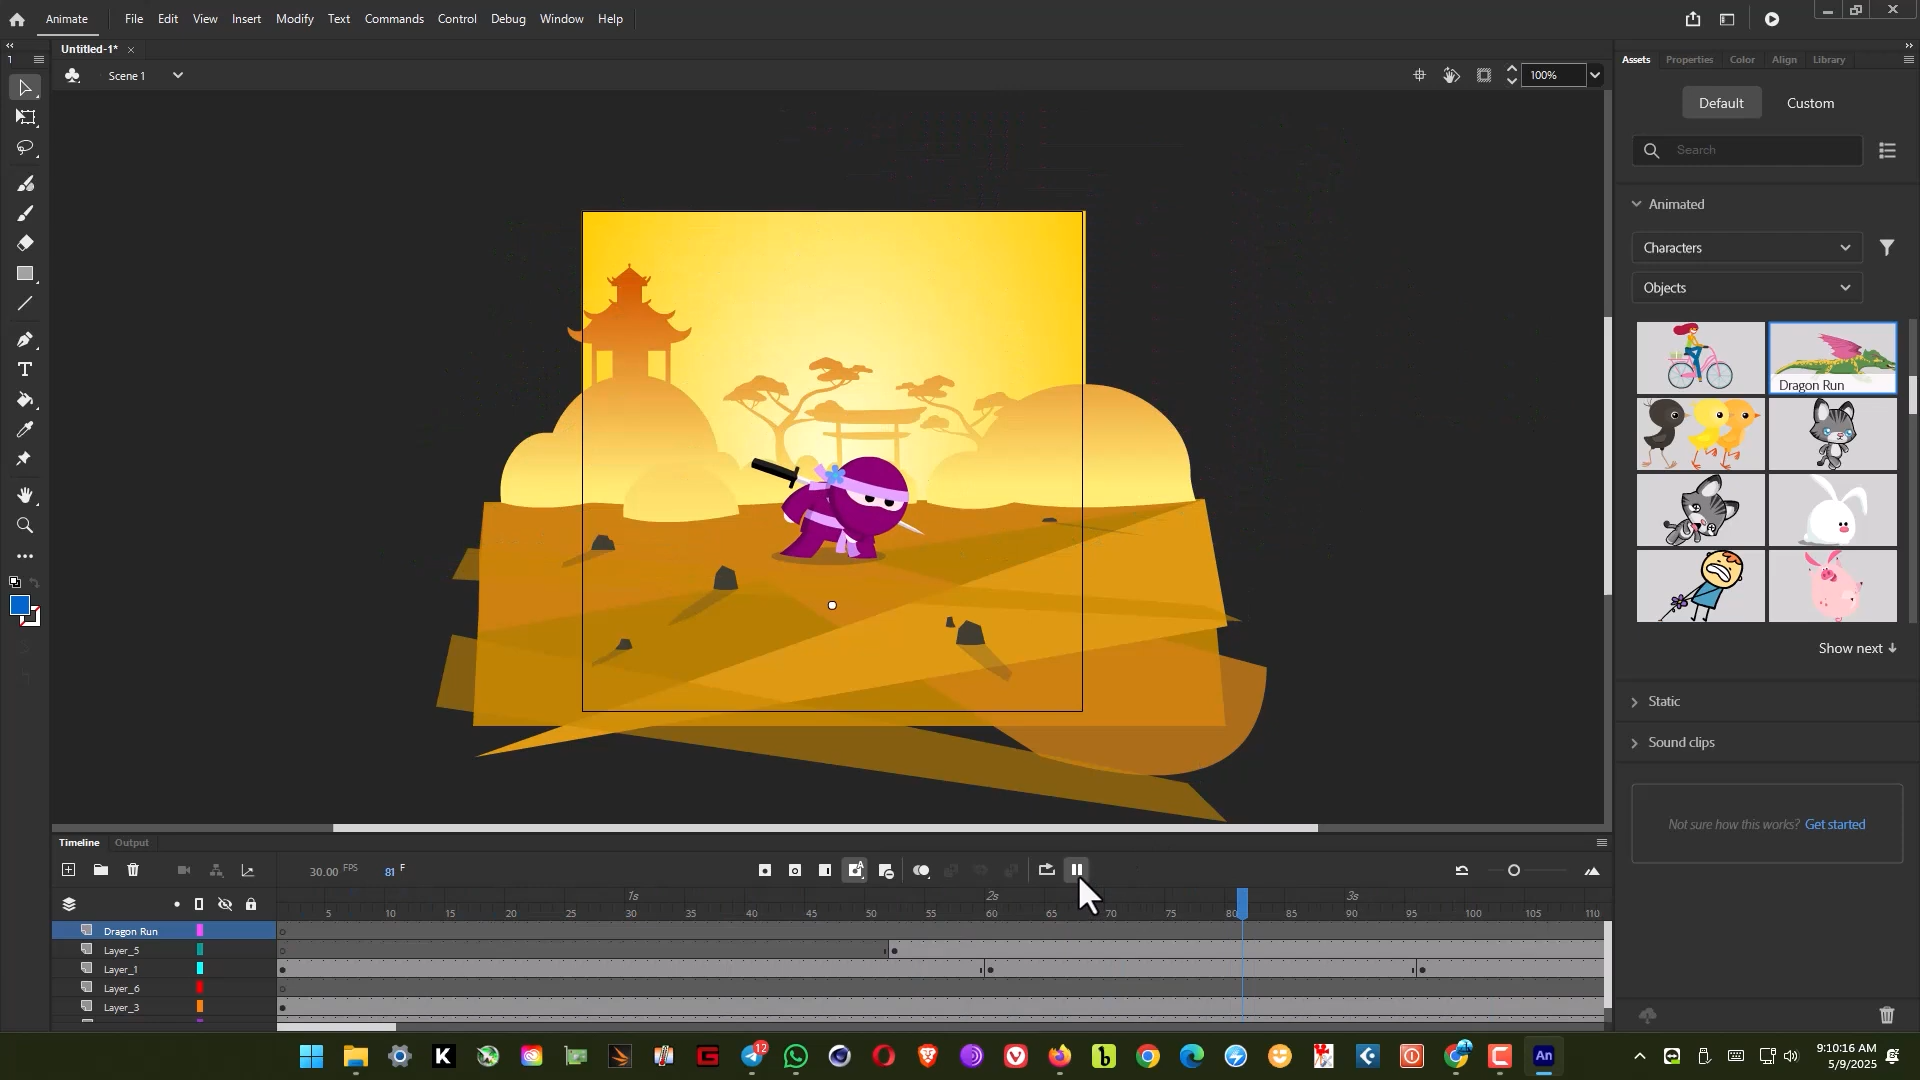 Animate
File Edit View Insert Modify Text Commands Control Debug Window Help
1
Untitled-1*
Scene 1
100%
Assets Properties Color Align Library
Default Custom
Search
Animated
Characters
Objects
Dragon Run
Show next
Static
Sound clips
Not sure how this works? Get started
Timeline Output
30.00 FPS 81 F
1s 2s 3s
5 10 15 20 25 30 35 40 45 50 55 60 65 70 75 80 85 90 95 100 105 110
Dragon Run
Layer_5
Layer_1
Layer_6
Layer_3
K
G
12
b
An
9:10:16 AM
5/9/2025